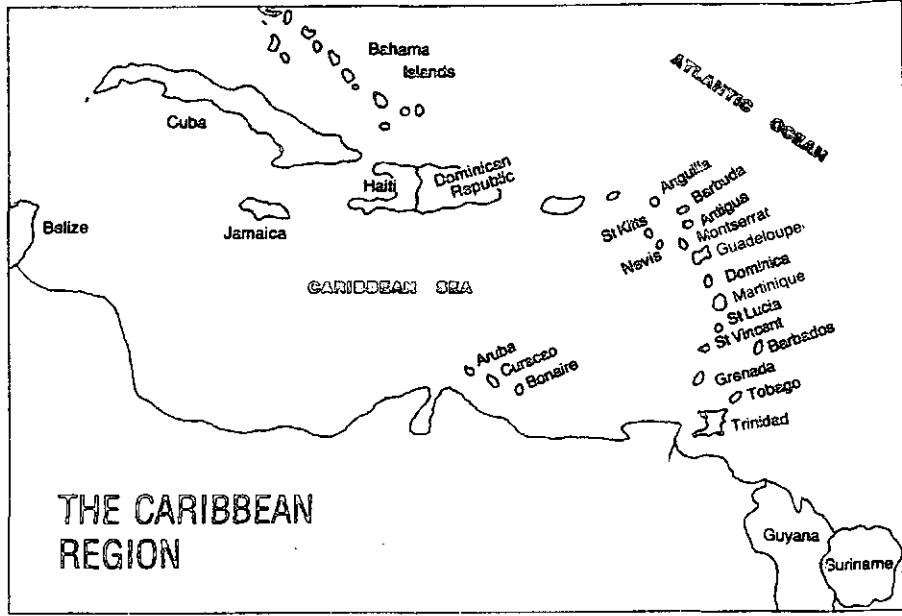 Bahama
Islands
ATLANTIC OCEAN
Cuba
Haiti
Dominican
Republic
Anguilla
Barbuda
Belize
Jamaica
St Kitts
Antigua
Montserrat
Nevis
Guadeloupe
Dominica
CARIBBEAN SEA
Martinique
St Lucia
St Vincent
Barbados
Aruba
Curacao
Bonaire
Grenada
Tobago
Trinidad
THE CARIBBEAN
REGION
Guyana
Suriname